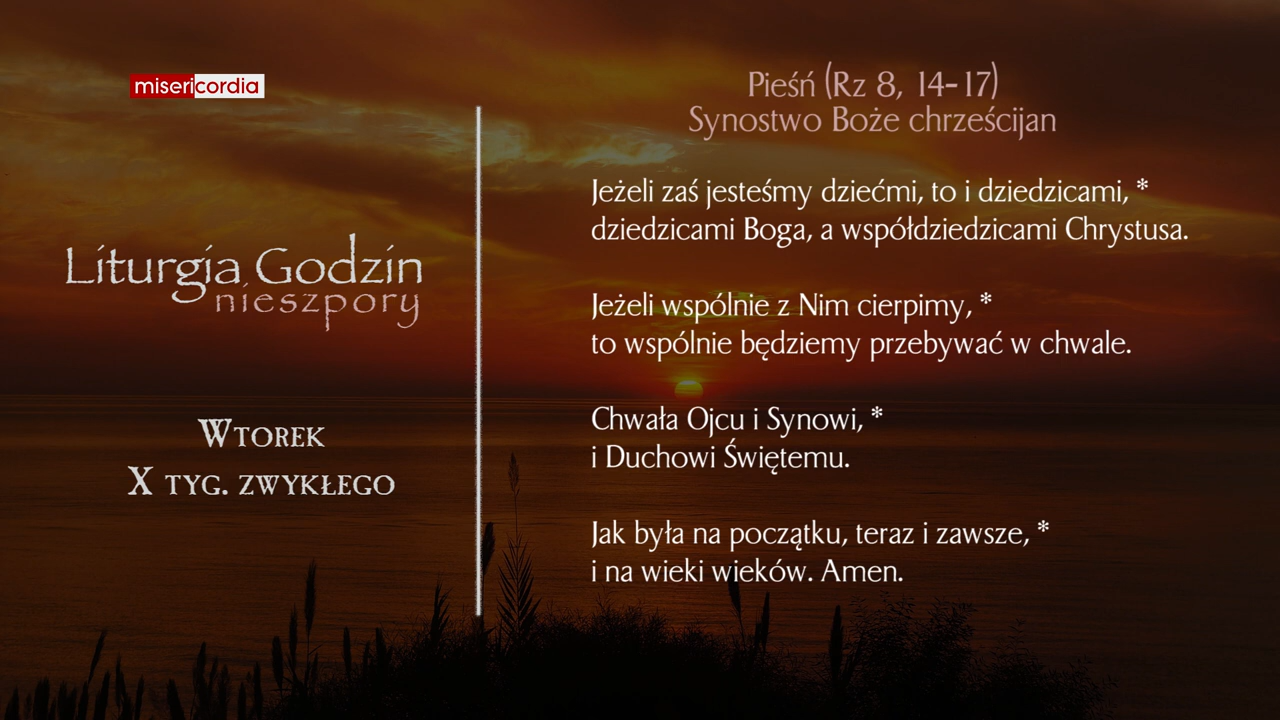 misericordia
Liturgia Godzin
nieszpory
Wtorek
X tyg. zwykłego
Pieśń (Rz 8, 14-17)
Synostwo Boże chrześcijan
Jeżeli zaś jesteśmy dziećmi, to i dziedzicami, *
dziedzicami Boga, a współdziedzicami Chrystusa.
Jeżeli wspólnie z Nim cierpimy, *
to wspólnie będziemy przebywać w chwale.
Chwała Ojcu i Synowi, *
i Duchowi Świętemu.
Jak była na początku, teraz i zawsze, *
i na wieki wieków. Amen.